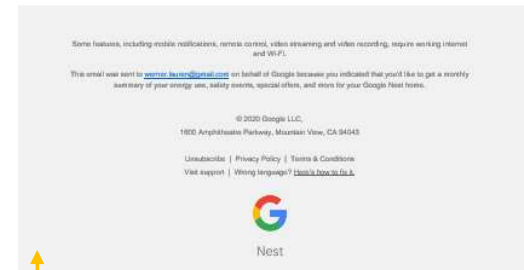 Some features, including mobile notifications, remote control, video streaming and video recording, require working internet
and Wi-Fi.
This email was sent to werner.lauren@gmail.com on behalf of Google because you indicated that you'd like to get a monthly
summary of your energy use, safety events, special offers, and more for your Google Nest home.
© 2020 Google LLC,
1600 Amphitheatre Parkway, Mountain View, CA 94043
Unsubscribe | Privacy Policy | Terms & Conditions
Visit support | Wrong language? Here's how to fix it.
Nest